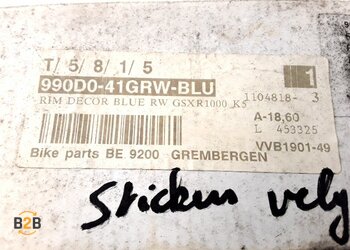 T/ 5/ 8/ 1/ 5
990D0-41GRW-BLU
1
RIM DECOR BLUE RW GSXR1000 K5
1104818- 3
A-18,60
L 453325
Bike parts BE 9200 GREMBERGEN
VVB1901-49
Stickers velg
B2B